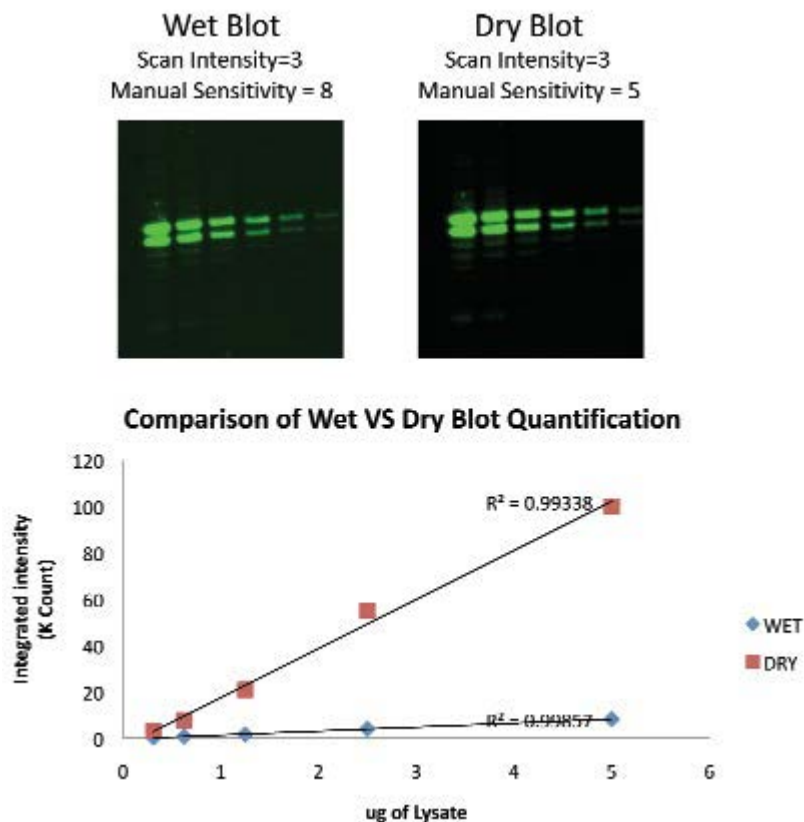 Wet Blot
Scan Intensity=3
Manual Sensitivity = 8
Dry Blot
Scan Intensity=3
Manual Sensitivity = 5
Comparison of Wet VS Dry Blot Quantification
Integrated intensity
(K Count)
120
100
80
60
40
20
0
R² = 0.99338
R² = 0.99857
WET
DRY
0 1 2 3 4 5 6
ug of Lysate